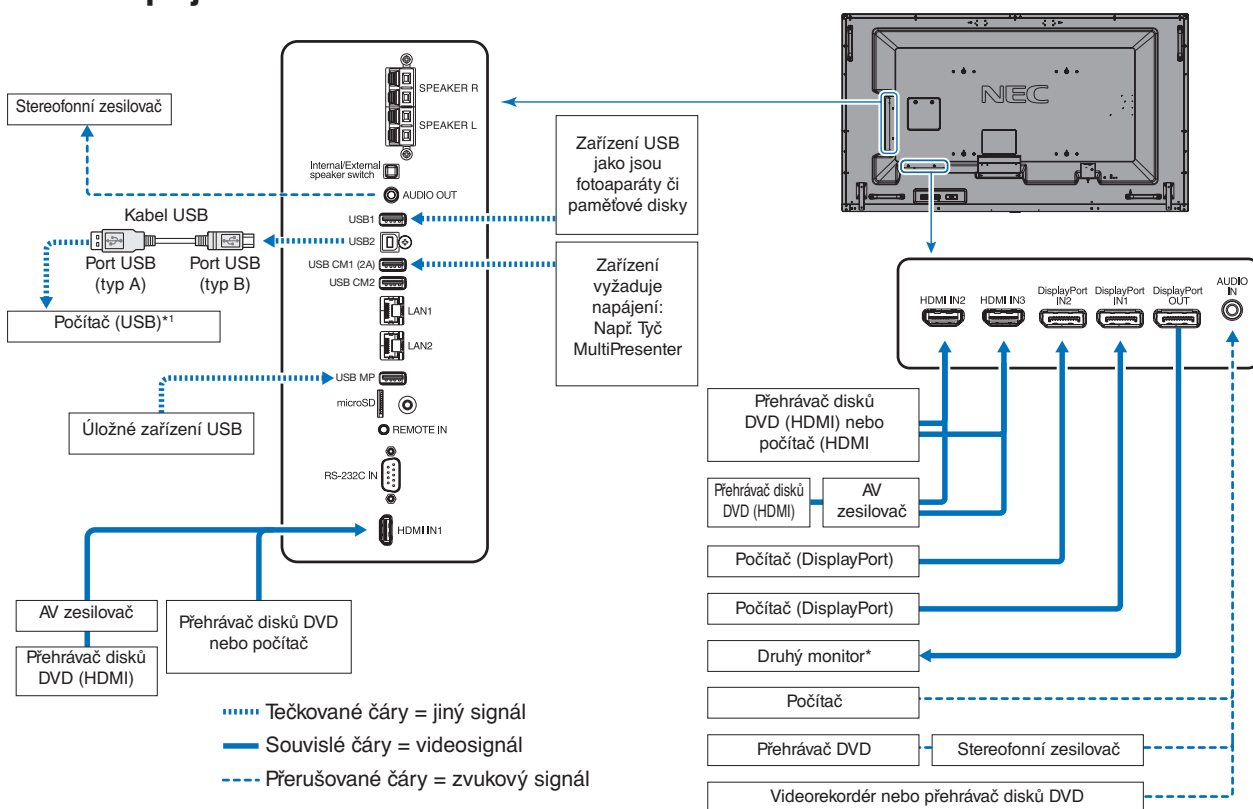 SPEAKER R
SPEAKER L
Internal/External
speaker switch
AUDIO OUT
USB1
USB2
USB CM1 (2A)
USB CM2
LAN1
LAN2
USB MP
microSD
REMOTE IN
RS-232C IN
HDMI IN1
Stereofonní zesilovač
Kabel USB
Port USB
(typ A)
Port USB
(typ B)
Počítač (USB)*1
Úložné zařízení USB
AV zesilovač
Přehrávač disků
DVD (HDMI)
Přehrávač disků DVD
nebo počítač
Zařízení USB
jako jsou
fotoaparáty či
paměťové disky
Zařízení
vyžaduje
napájení:
Např. Tyč
MultiPresenter
NEC
HDMI IN2
HDMI IN3
DisplayPort
IN2
DisplayPort
IN1
DisplayPort
OUT
AUDIO
IN
Přehrávač disků
DVD (HDMI) nebo
počítač (HDMI
Přehrávač disků
DVD (HDMI)
AV
zesilovač
Počítač (DisplayPort)
Počítač (DisplayPort)
Druhý monitor*
Počítač
Přehrávač DVD
Stereofonní zesilovač
Videorekordér nebo přehrávač disků DVD
Tečkované čáry = jiný signál
Souvislé čáry = videosignál
Přerušované čáry = zvukový signál